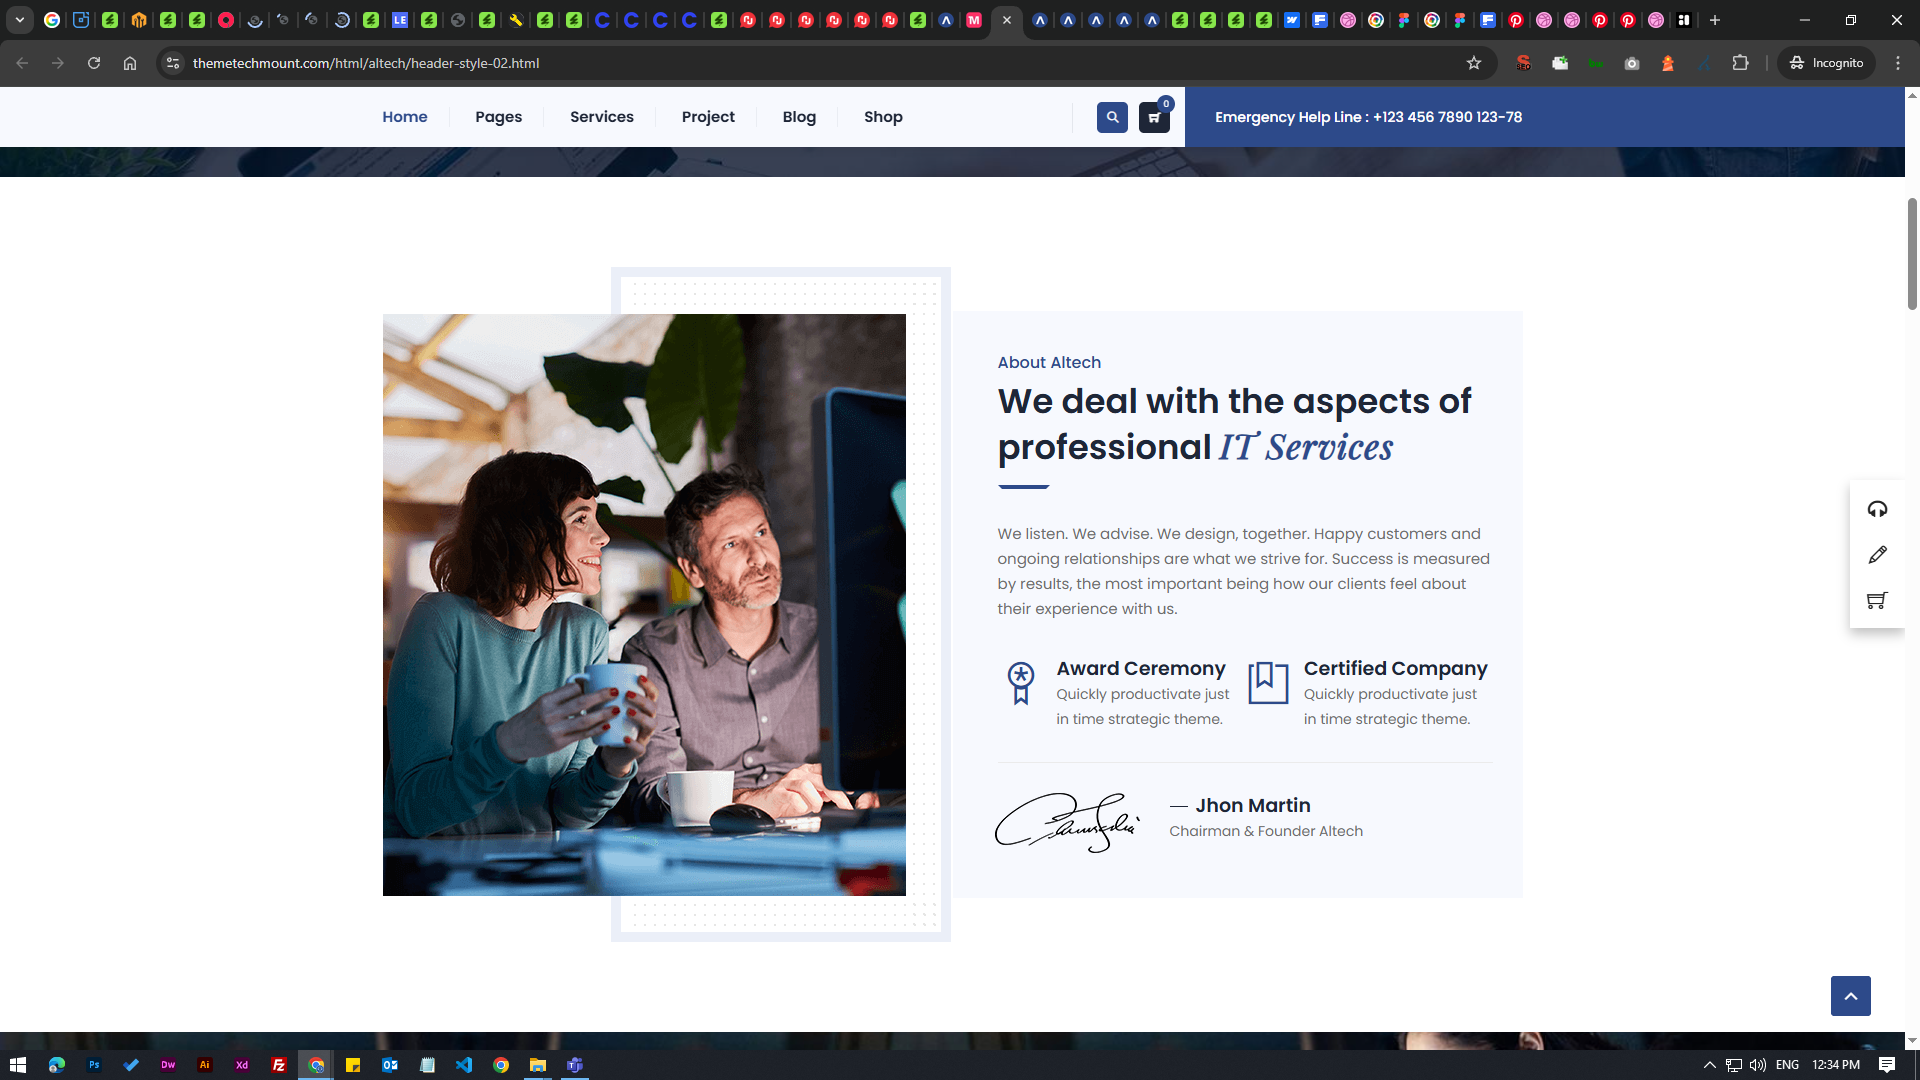 themetechmount.com/html/altech/header-style-02.html
Incognito
Home Pages Services Project Blog Shop
0
Emergency Help Line : +123 456 7890 123-78
About Altech
We deal with the aspects of
professional IT Services
We listen. We advise. We design, together. Happy customers and
ongoing relationships are what we strive for. Success is measured
by results, the most important being how our clients feel about
their experience with us.
Award Ceremony
Quickly productivate just
in time strategic theme.
Certified Company
Quickly productivate just
in time strategic theme.
— Jhon Martin
Chairman & Founder Altech
ENG 12:34 PM